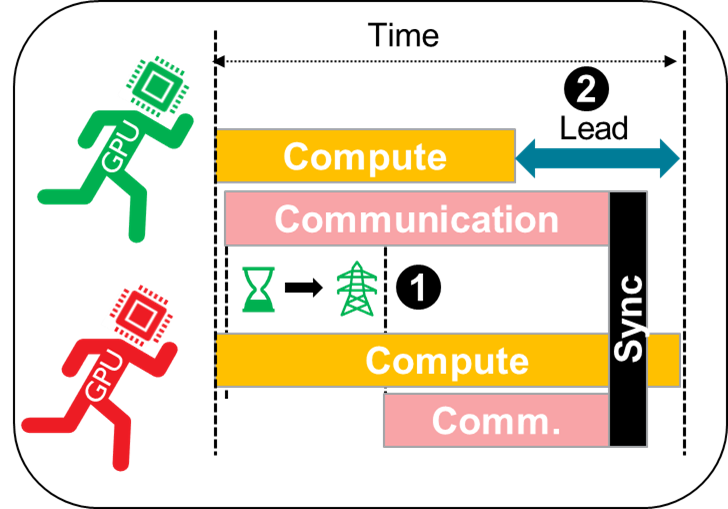 Time
2
Lead
GPU
Compute
Communication
1
GPU
Compute
Sync
Comm.